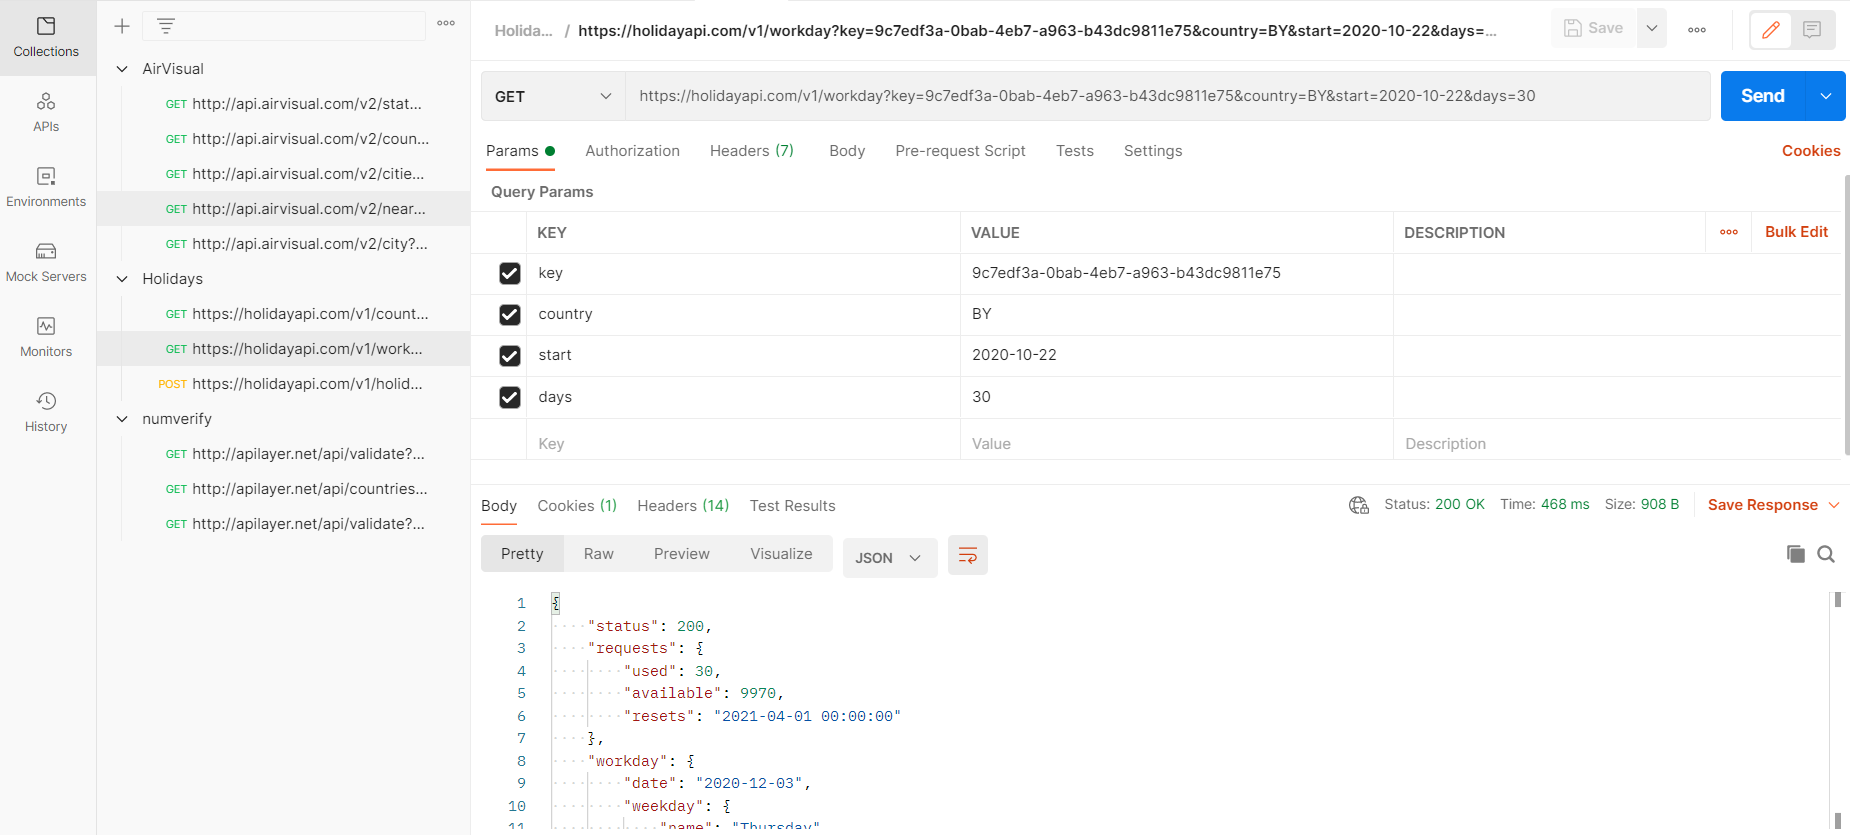 Collections
APIs
Environments
Mock Servers
Monitors
History
AirVisual
GET http://api.airvisual.com/v2/stat...
GET http://api.airvisual.com/v2/coun...
GET http://api.airvisual.com/v2/citie...
GET http://api.airvisual.com/v2/near...
GET http://api.airvisual.com/v2/city?...
Holidays
GET https://holidayapi.com/v1/count...
GET https://holidayapi.com/v1/work...
POST https://holidayapi.com/v1/holid...
numverify
GET http://apilayer.net/api/validate?...
GET http://apilayer.net/api/countries...
GET http://apilayer.net/api/validate?...
Holida... / https://holidayapi.com/v1/workday?key=9c7edf3a-0bab-4eb7-a963-b43dc9811e75&country=BY&start=2020-10-22&days=...
Save
GET https://holidayapi.com/v1/workday?key=9c7edf3a-0bab-4eb7-a963-b43dc9811e75&country=BY&start=2020-10-22&days=30
Send
Params Authorization Headers (7) Body Pre-request Script Tests Settings Cookies
Query Params
KEY VALUE DESCRIPTION Bulk Edit
key 9c7edf3a-0bab-4eb7-a963-b43dc9811e75
country BY
start 2020-10-22
days 30
Key Value Description
Body Cookies (1) Headers (14) Test Results Status: 200 OK Time: 468 ms Size: 908 B Save Response
Pretty Raw Preview Visualize JSON
1 {
2 "status": 200,
3 "requests": {
4 "used": 30,
5 "available": 9970,
6 "resets": "2021-04-01 00:00:00"
7 },
8 "workday": {
9 "date": "2020-12-03",
10 "weekday": {
11 "name": "Thursday"